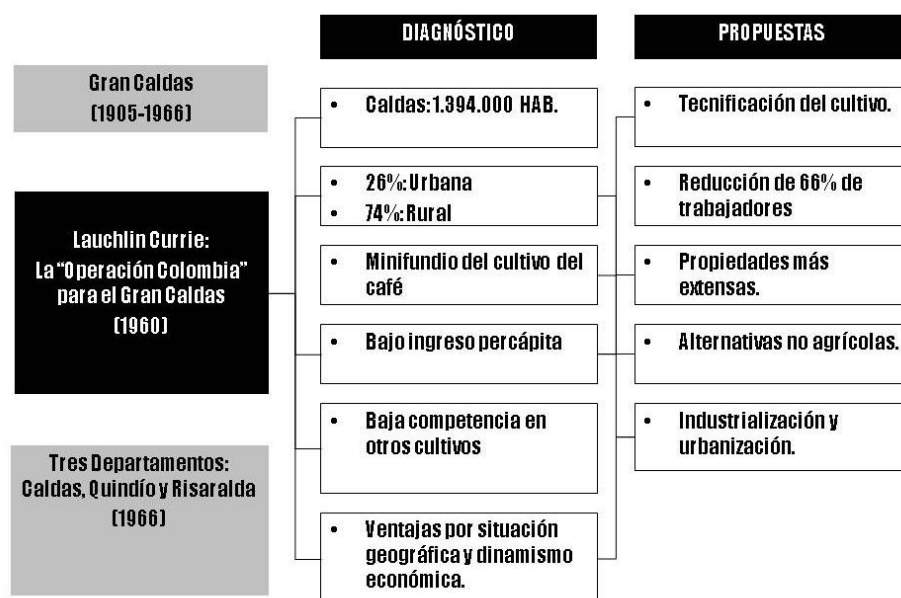 DIAGNÓSTICO
PROPUESTAS
Gran Caldas
(1905-1966)
Lauchlin Currie:
La “Operación Colombia”
para el Gran Caldas
(1960)
Tres Departamentos:
Caldas, Quindío y Risaralda
(1966)
• Caldas: 1.394.000 HAB.
• 26%: Urbana
• 74%: Rural
• Minifundio del cultivo del
café
• Bajo ingreso percápita
• Baja competencia en
otros cultivos
• Ventajas por situación
geográfica y dinamismo
económica.
• Tecnificación del cultivo.
• Reducción de 66% de
trabajadores
• Propiedades más
extensas.
• Alternativas no agrícolas.
• Industrialización y
urbanización.